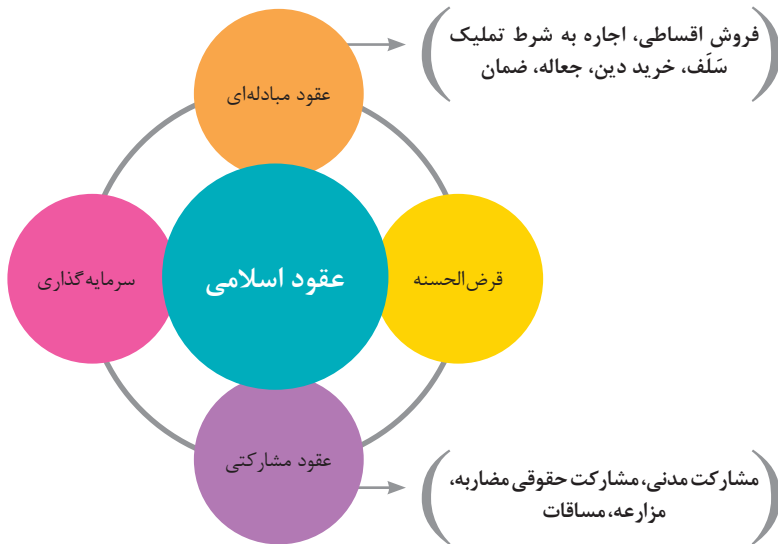 فروش اقساطی، اجاره به شرط تملیک
سَلَف، خرید دین، جعاله، ضمان
عقود مبادله‌ای
قرض‌الحسنه
عقود اسلامی
سرمایه‌گذاری
عقود مشارکتی
مشارکت مدنی، مشارکت حقوقی مضاربه،
مزارعه، مساقات